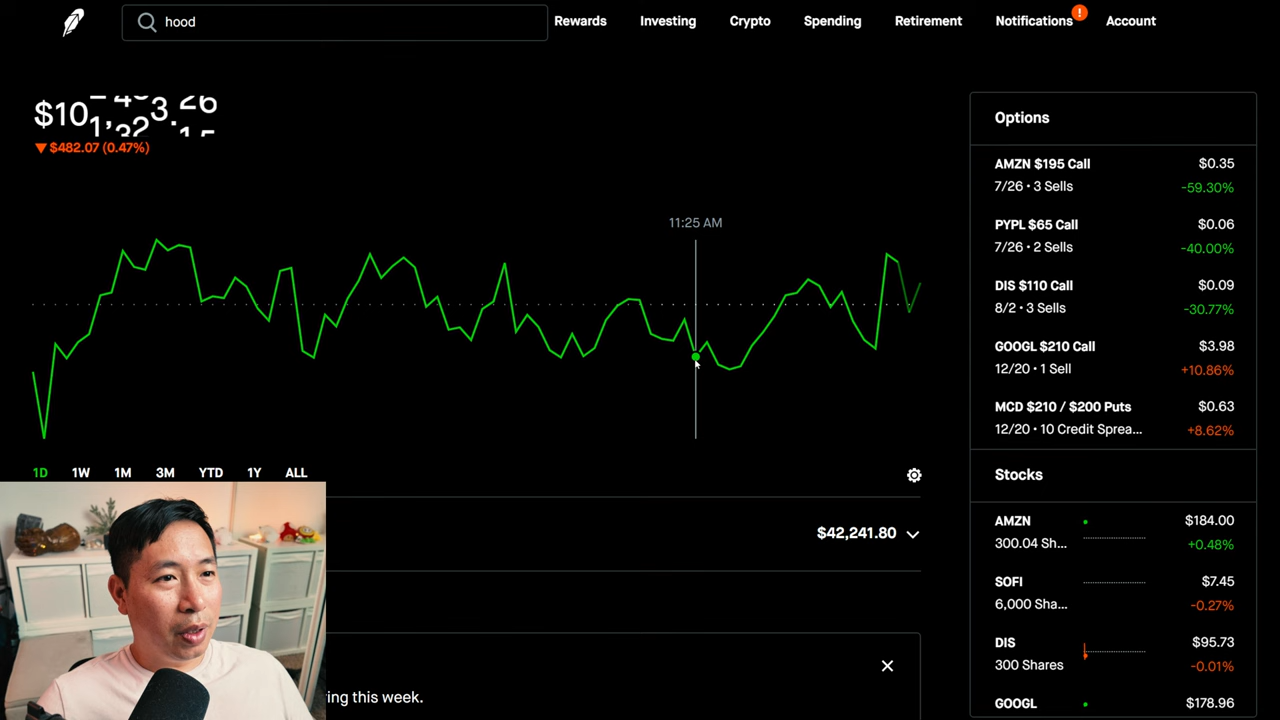 hood
Rewards
Investing
Crypto
Spending
Retirement
Notifications
!
Account
$482.07 (0.47%)
11:25 AM
1D 1W 1M 3M YTD 1Y ALL
$42,241.80
ing this week.
Options
AMZN $195 Call $0.35
7/26 • 3 Sells -59.30%
PYPL $65 Call $0.06
7/26 • 2 Sells -40.00%
DIS $110 Call $0.09
8/2 • 3 Sells -30.77%
GOOGL $210 Call $3.98
12/20 • 1 Sell +10.86%
MCD $210 / $200 Puts $0.63
12/20 • 10 Credit Sprea... +8.62%
Stocks
AMZN $184.00
300.04 Sh... +0.48%
SOFI $7.45
6,000 Sha... -0.27%
DIS $95.73
300 Shares -0.01%
GOOGL $178.96